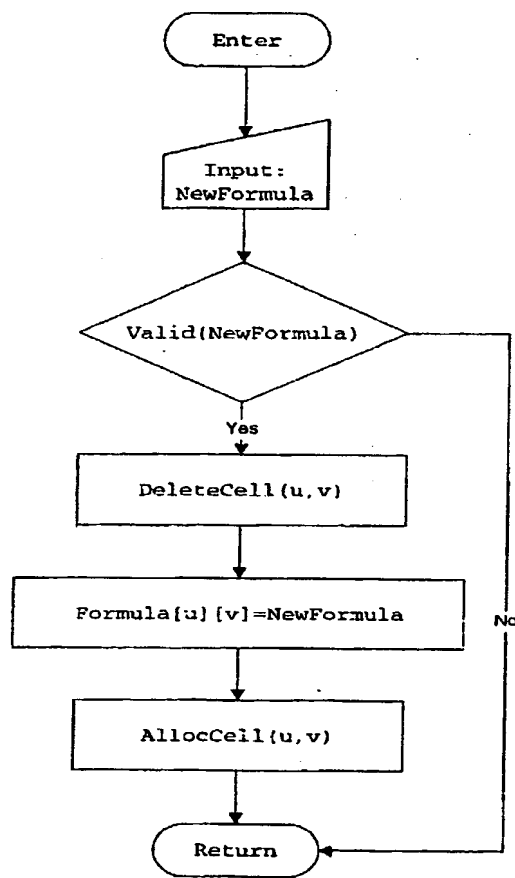 Enter
Input:
NewFormula
Valid(NewFormula)
Yes
DeleteCell(u,v)
Formula[u][v]=NewFormula
No
AllocCell(u,v)
Return